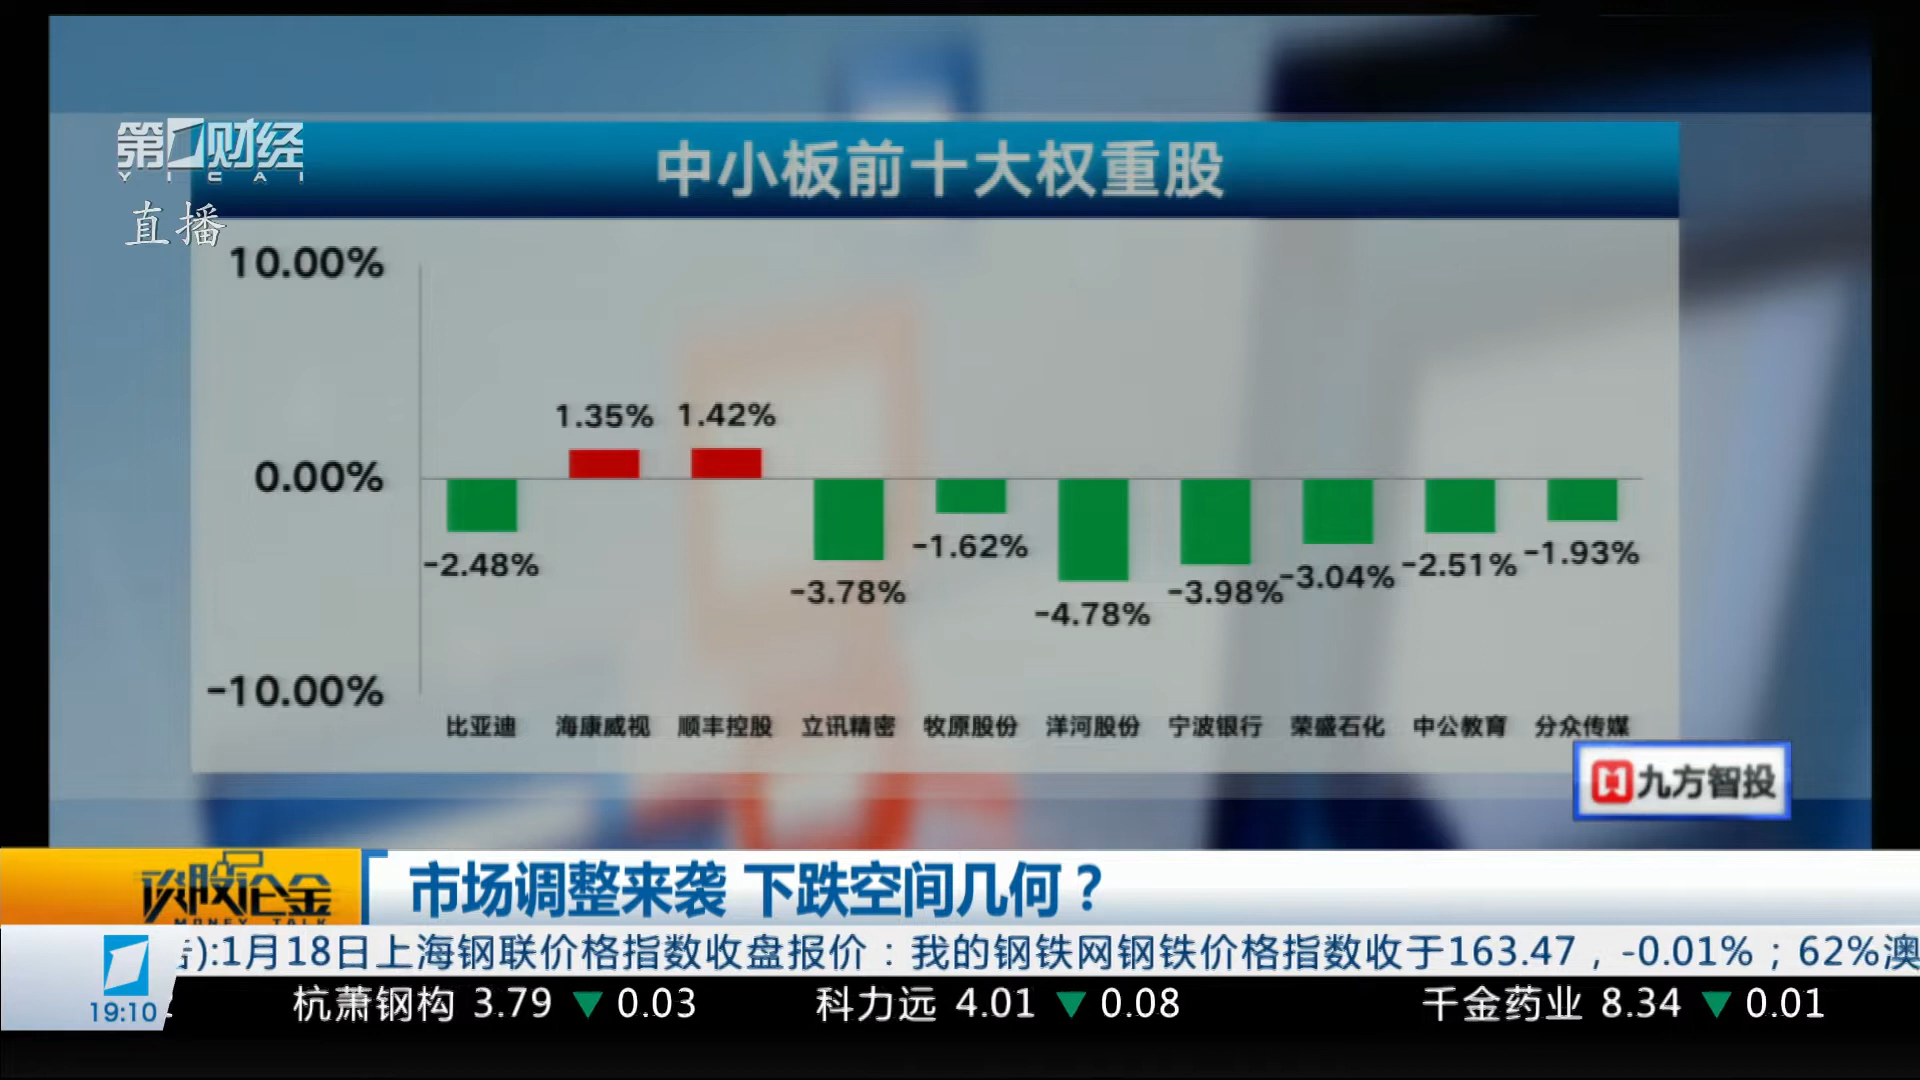 第1财经
YICAI
直播
中小板前十大权重股
10.00%
0.00%
-10.00%
1.35%
1.42%
-2.48%
-3.78%
-1.62%
-4.78%
-3.98%
-3.04%
-2.51%
-1.93%
比亚迪 海康威视 顺丰控股 立讯精密 牧原股份 洋河股份 宁波银行 荣盛石化 中公教育 分众传媒
九方智投
谈股论金
MONEY TALK
市场调整来袭 下跌空间几何？
):1月18日上海钢联价格指数收盘报价：我的钢铁网钢铁价格指数收于163.47，-0.01%；62%澳
19:10
杭萧钢构 3.79 ▼ 0.03 科力远 4.01 ▼ 0.08 千金药业 8.34 ▼ 0.01